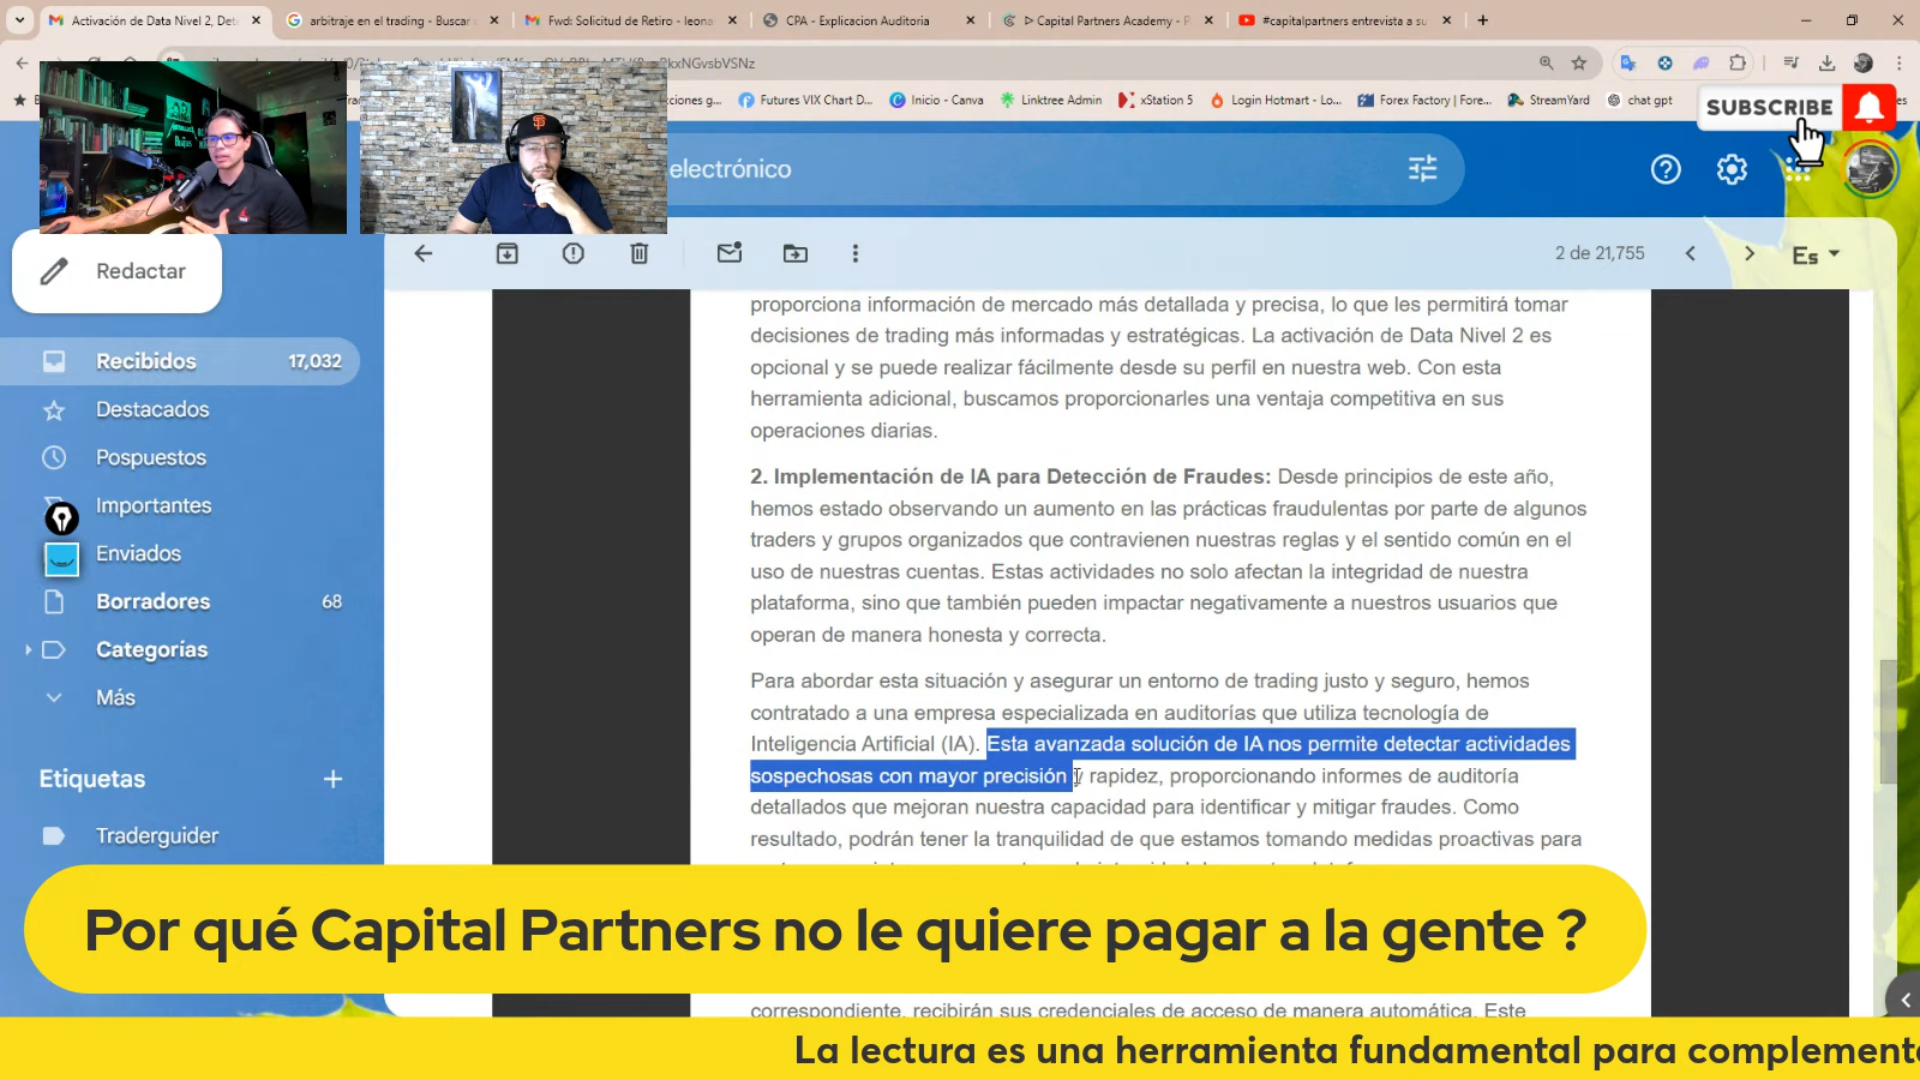 Activación de Data Nivel 2, Det
arbitraje en el trading - Buscar
Fwd: Solicitud de Retiro - leona
CPA - Explicacion Auditoria
Capital Partners Academy - P
#capitalpartners entrevista a su
kxNGvsbVSNz
ciones g...
Futures VIX Chart D...
Inicio - Canva
Linktree Admin
xStation 5
Login Hotmart - Lo...
Forex Factory | Fore...
StreamYard
chat gpt
SUBSCRIBE
electrónico
Redactar
2 de 21,755
Es
Recibidos 17,032
Destacados
Pospuestos
Importantes
Enviados
Borradores 68
Categorías
Más
Etiquetas
Traderguider
proporciona información de mercado más detallada y precisa, lo que les permitirá tomar
decisiones de trading más informadas y estratégicas. La activación de Data Nivel 2 es
opcional y se puede realizar fácilmente desde su perfil en nuestra web. Con esta
herramienta adicional, buscamos proporcionarles una ventaja competitiva en sus
operaciones diarias.
2. Implementación de IA para Detección de Fraudes: Desde principios de este año,
hemos estado observando un aumento en las prácticas fraudulentas por parte de algunos
traders y grupos organizados que contravienen nuestras reglas y el sentido común en el
uso de nuestras cuentas. Estas actividades no solo afectan la integridad de nuestra
plataforma, sino que también pueden impactar negativamente a nuestros usuarios que
operan de manera honesta y correcta.
Para abordar esta situación y asegurar un entorno de trading justo y seguro, hemos
contratado a una empresa especializada en auditorías que utiliza tecnología de
Inteligencia Artificial (IA). Esta avanzada solución de IA nos permite detectar actividades
sospechosas con mayor precisión y rapidez, proporcionando informes de auditoría
detallados que mejoran nuestra capacidad para identificar y mitigar fraudes. Como
resultado, podrán tener la tranquilidad de que estamos tomando medidas proactivas para
Por qué Capital Partners no le quiere pagar a la gente ?
correspondiente, recibirán sus credenciales de acceso de manera automática. Este
La lectura es una herramienta fundamental para complement